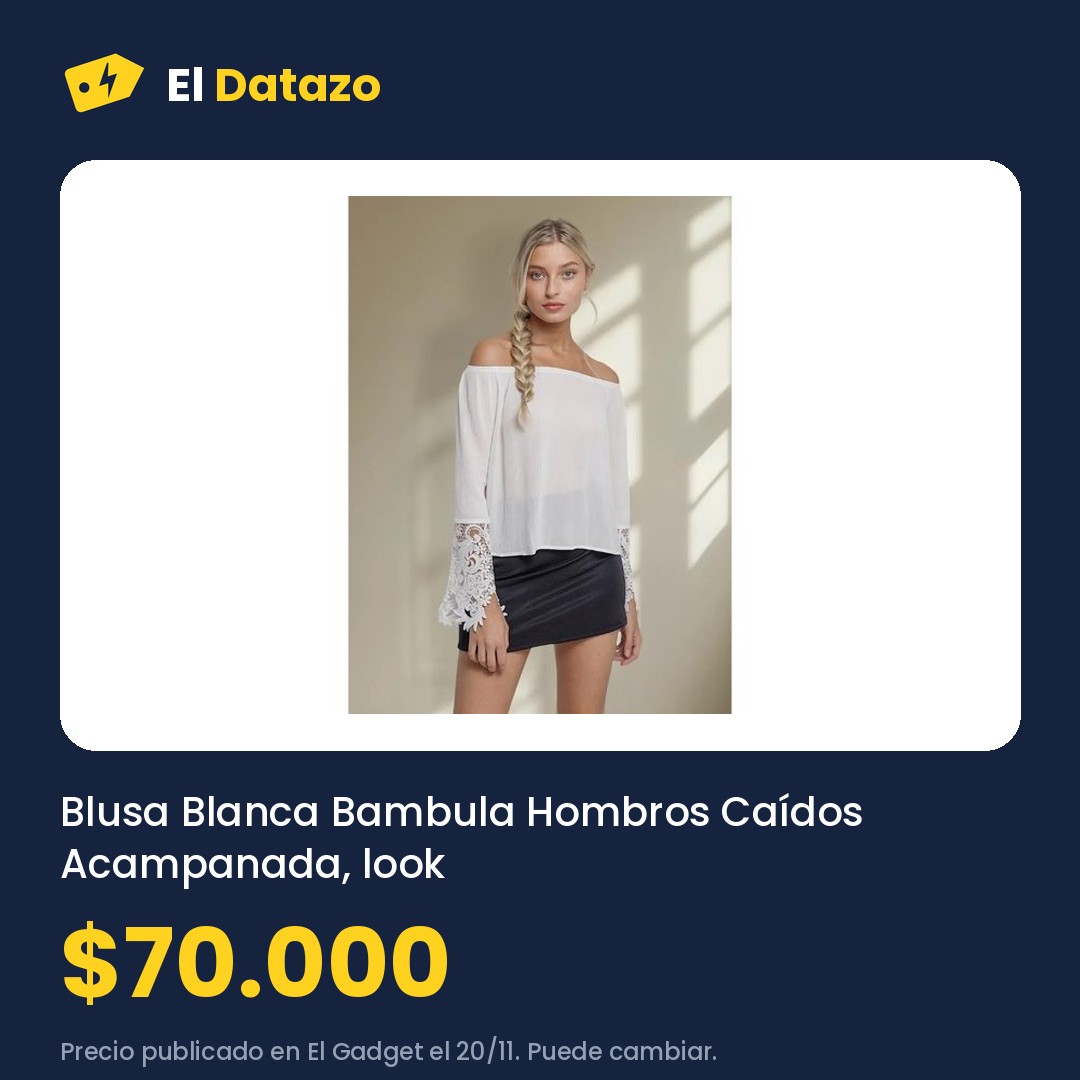 El Datazo
Blusa Blanca Bambula Hombros Caídos
Acampanada, look
$70.000
Precio publicado en El Gadget el 20/11. Puede cambiar.